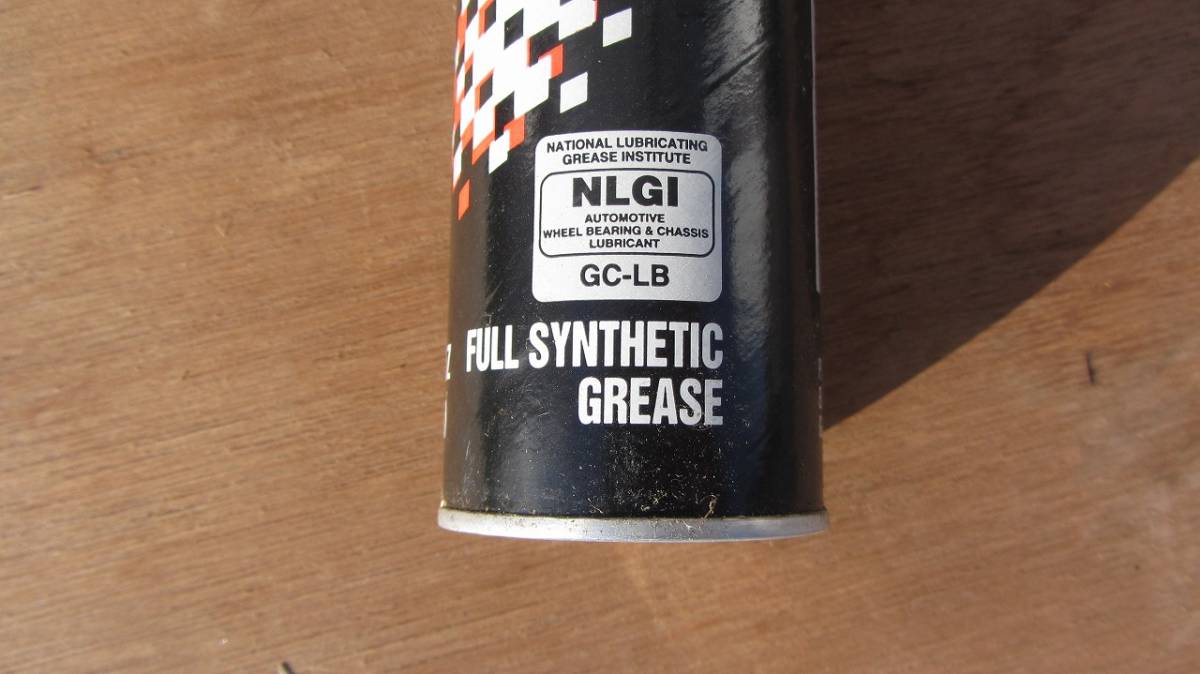 NATIONAL LUBRICATING
GREASE INSTITUTE
NLGI
AUTOMOTIVE
WHEEL BEARING & CHASSIS
LUBRICANT
GC-LB
FULL SYNTHETIC
GREASE